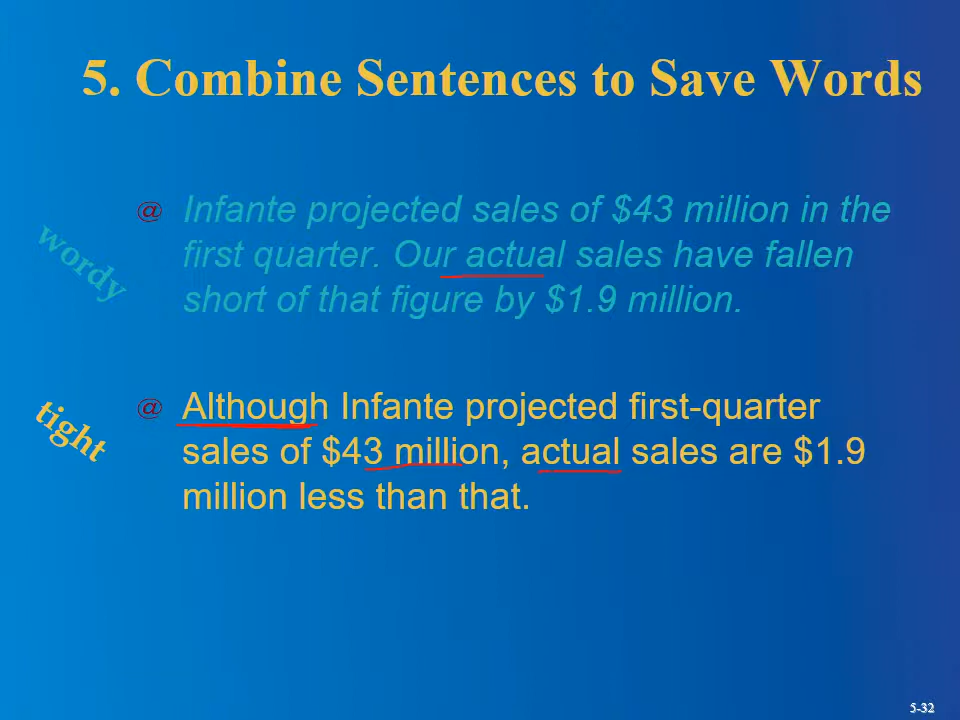 5. Combine Sentences to Save Words
wordy
@ Infante projected sales of $43 million in the
first quarter. Our actual sales have fallen
short of that figure by $1.9 million.
tight
@ Although Infante projected first-quarter
sales of $43 million, actual sales are $1.9
million less than that.
5-32